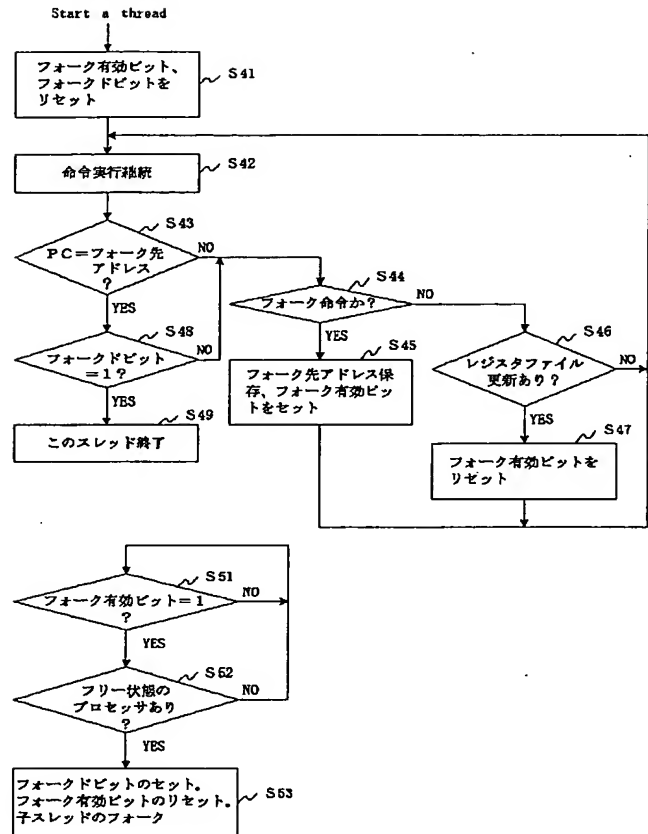 Start a thread
フォーク有効ビット、
フォークドビットを
リセット
S41
命令実行継続
S42
PC=フォーク先
アドレス
?
S43
NO
YES
フォークドビット
=1?
S48
NO
YES
このスレッド終了
S49
フォーク命令か?
S44
NO
YES
フォーク先アドレス保
存、フォーク有効ビッ
トをセット
S45
レジスタファイル
更新あり?
S46
NO
YES
フォーク有効ビットを
リセット
S47
フォーク有効ビット=1
?
S51
NO
YES
フリー状態の
プロセッサあり
?
S52
NO
YES
フォークドビットのセット。
フォーク有効ビットのリセット。
子スレッドのフォーク
S53